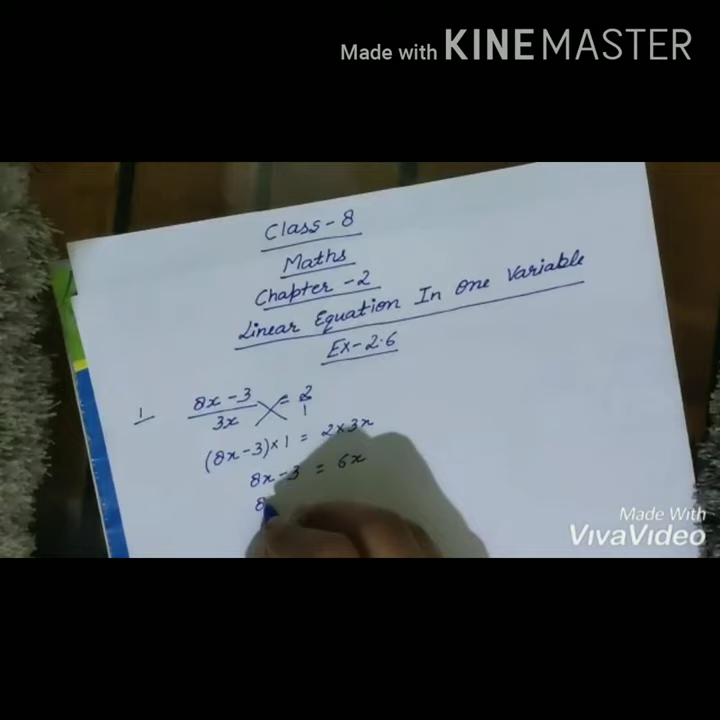 Made with KINEMASTER
Class-8
Maths
Chapter-2
Linear Equation In One Variable
Ex-2.6
1 (8x-3)/3x = 2/1
(8x-3)×1 = 2×3x
8x-3 = 6x
8
Made With
VIVAVIDEO